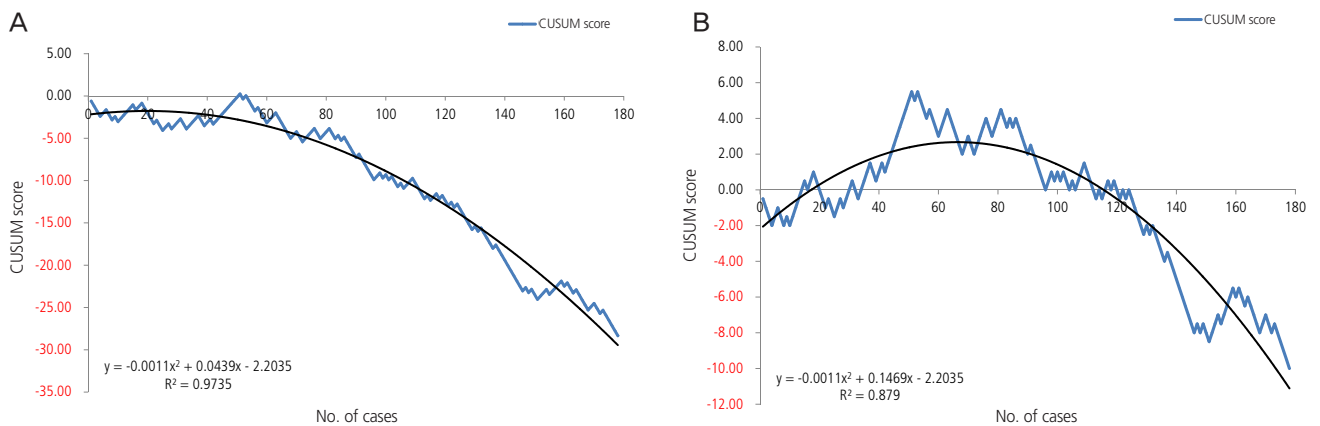 A
CUSUM score
5.00
0.00
-5.00
-10.00
-15.00
-20.00
-25.00
-30.00
-35.00
CUSUM score
0 20 40 60 80 100 120 140 160 180
y = -0.0011x² + 0.0439x - 2.2035
R² = 0.9735
No. of cases
B
CUSUM score
8.00
6.00
4.00
2.00
0.00
-2.00
-4.00
-6.00
-8.00
-10.00
-12.00
CUSUM score
0 20 40 60 80 100 120 140 160 180
y = -0.0011x² + 0.1469x - 2.2035
R² = 0.879
No. of cases